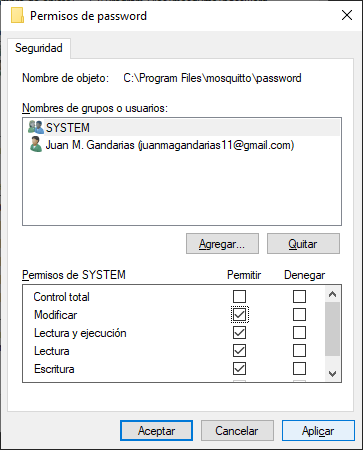 Permisos de password
Seguridad
Nombre de objeto: C:\Program Files\mosquitto\password
Nombres de grupos o usuarios:
SYSTEM
Juan M. Gandarias (juanmagandarias11@gmail.com)
Agregar... Quitar
Permisos de SYSTEM Permitir Denegar
Control total
Modificar
Lectura y ejecución
Lectura
Escritura
Aceptar Cancelar Aplicar